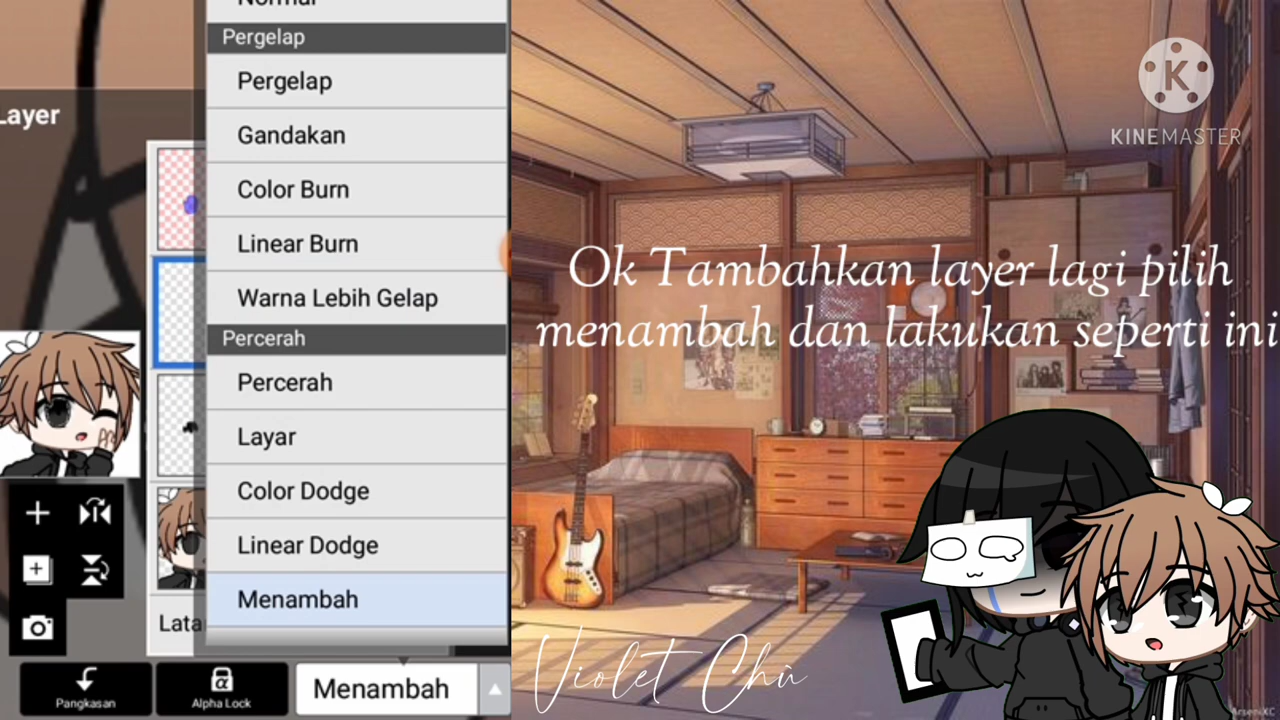 Normal
Pergelap
Pergelap
Gandakan
Color Burn
Linear Burn
Warna Lebih Gelap
Percerah
Percerah
Layar
Color Dodge
Linear Dodge
Menambah
Layer
Lata
Pangkasan
Alpha Lock
Menambah
KINEMASTER
Ok Tambahkan layer lagi pilih
menambah dan lakukan seperti ini
Violet Chù
ArseniXC